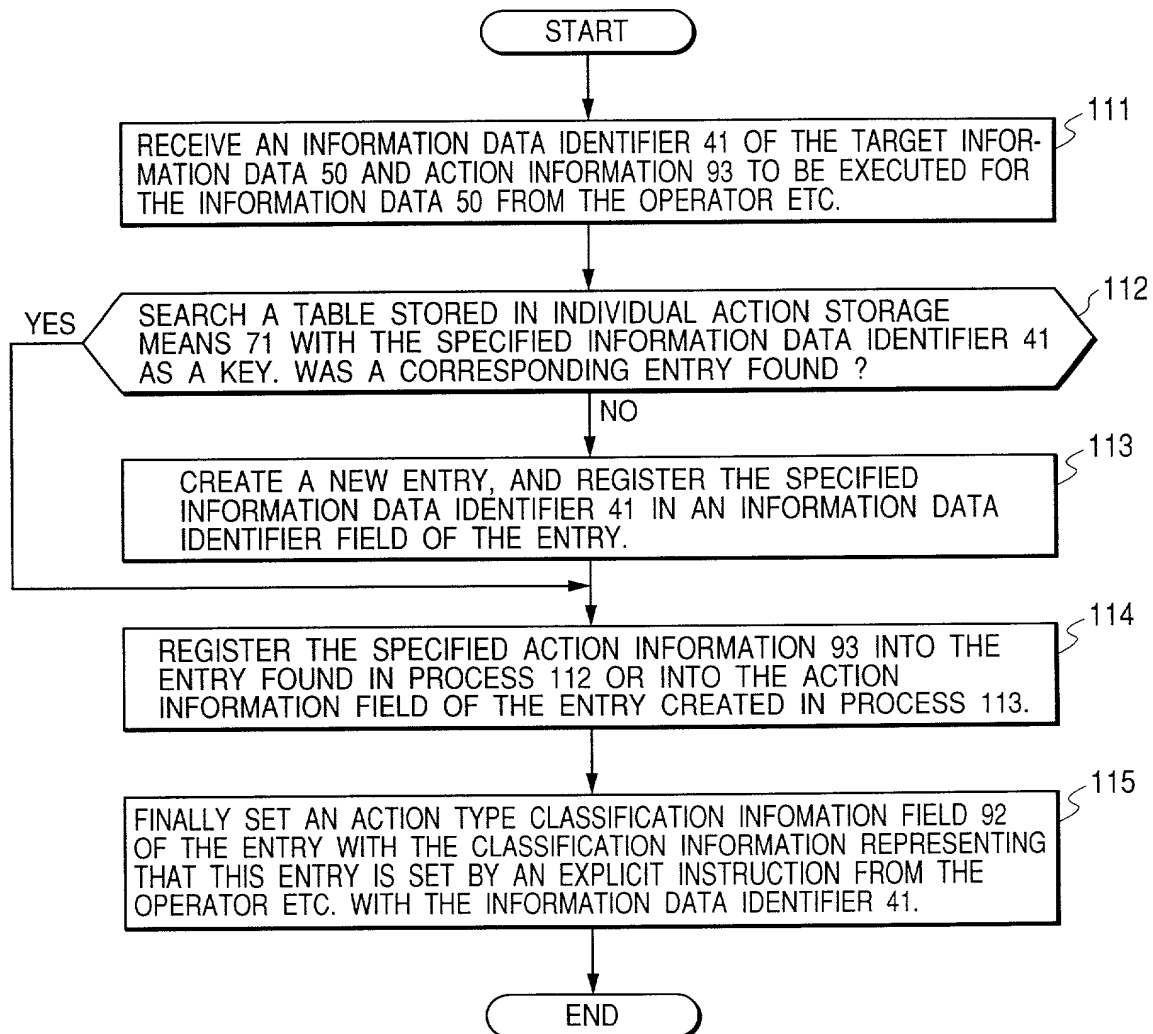 START
111
RECEIVE AN INFORMATION DATA IDENTIFIER 41 OF THE TARGET INFOR-
MATION DATA 50 AND ACTION INFORMATION 93 TO BE EXECUTED FOR
THE INFORMATION DATA 50 FROM THE OPERATOR ETC.
112
YES
SEARCH A TABLE STORED IN INDIVIDUAL ACTION STORAGE
MEANS 71 WITH THE SPECIFIED INFORMATION DATA IDENTIFIER 41
AS A KEY. WAS A CORRESPONDING ENTRY FOUND ?
NO
113
CREATE A NEW ENTRY, AND REGISTER THE SPECIFIED
INFORMATION DATA IDENTIFIER 41 IN AN INFORMATION DATA
IDENTIFIER FIELD OF THE ENTRY.
114
REGISTER THE SPECIFIED ACTION INFORMATION 93 INTO THE
ENTRY FOUND IN PROCESS 112 OR INTO THE ACTION
INFORMATION FIELD OF THE ENTRY CREATED IN PROCESS 113.
115
FINALLY SET AN ACTION TYPE CLASSIFICATION INFOMATION FIELD 92
OF THE ENTRY WITH THE CLASSIFICATION INFORMATION REPRESENTING
THAT THIS ENTRY IS SET BY AN EXPLICIT INSTRUCTION FROM THE
OPERATOR ETC. WITH THE INFORMATION DATA IDENTIFIER 41.
END